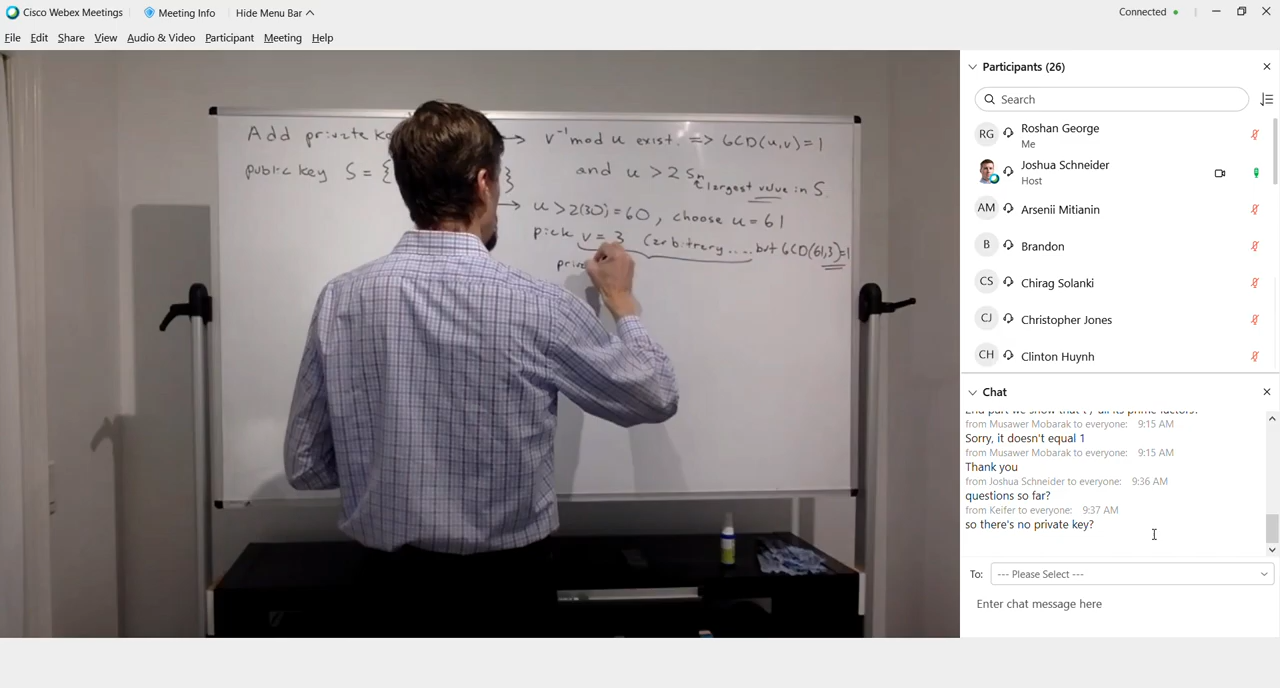 Cisco Webex Meetings
Meeting Info
Hide Menu Bar
Connected
File Edit Share View Audio & Video Participant Meeting Help
Add private
v⁻¹ mod u exist. => GCD(u,v)=1
public key S = { }
and u > 2 Sn
largest value in S.
u > 2(30) = 60, choose u = 61
pick v = 3 (arbitrary .... but GCD(61,3)=1
Participants (26)
Search
RG Roshan George
Me
Joshua Schneider
Host
AM Arsenii Mitianin
B Brandon
CS Chirag Solanki
CJ Christopher Jones
CH Clinton Huynh
Chat
from Musawer Mobarak to everyone: 9:15 AM
Sorry, it doesn't equal 1
from Musawer Mobarak to everyone: 9:15 AM
Thank you
from Joshua Schneider to everyone: 9:36 AM
questions so far?
from Keifer to everyone: 9:37 AM
so there's no private key?
To: --- Please Select ---
Enter chat message here